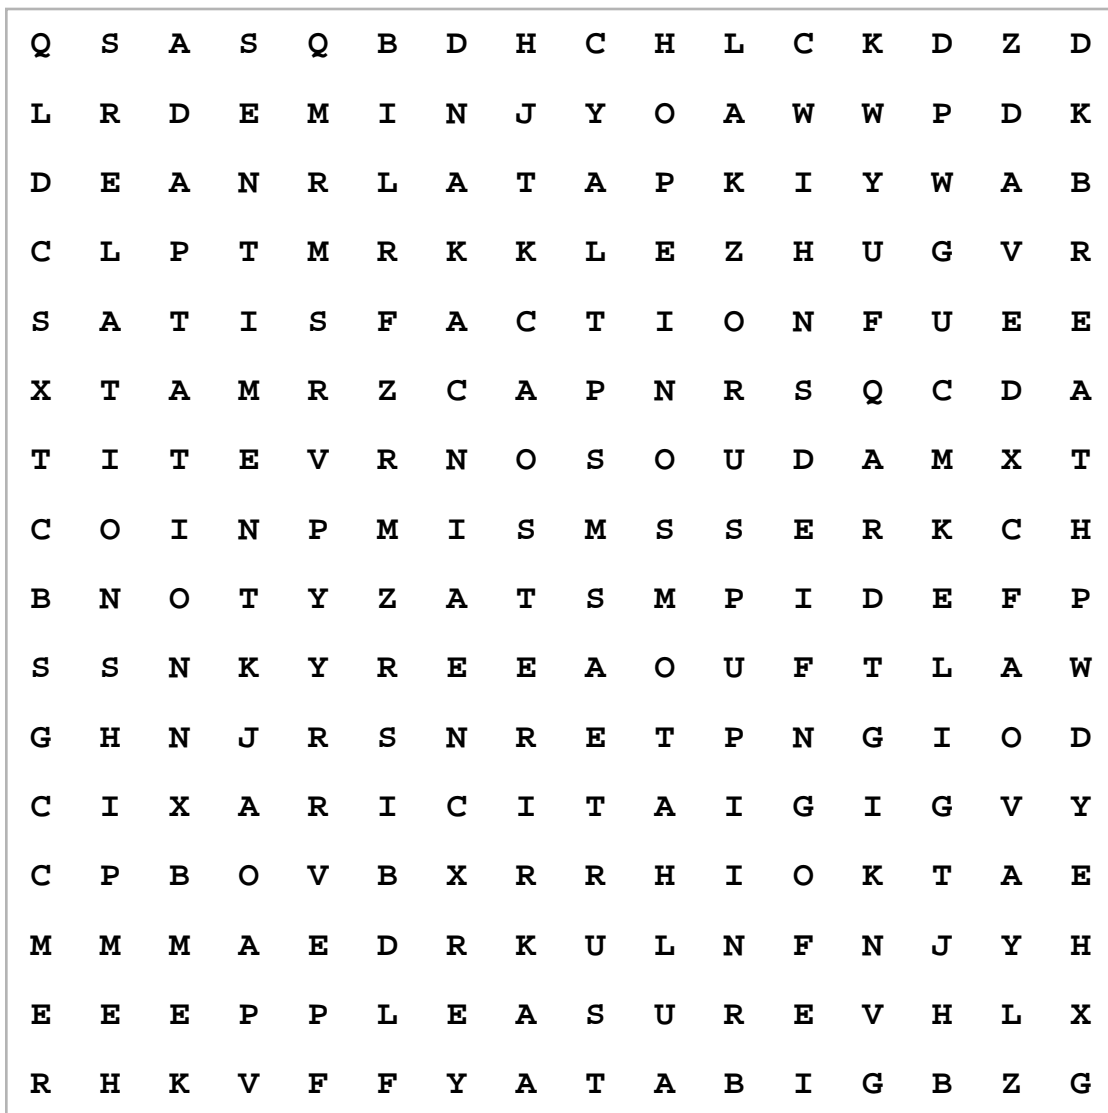 Q S A S Q B D H C H L C K D Z D
L R D E M I N J Y O A W W P D K
D E A N R L A T A P K I Y W A B
C L P T M R K K L E Z H U G V R
S A T I S F A C T I O N F U E E
X T A M R Z C A P N R S Q C D A
T I T E V R N O S O U D A M X T
C O I N P M I S M S S E R K C H
B N O T Y Z A T S M P I D E F P
S S N K Y R E E A O U F T L A W
G H N J R S N R E T P N G I O D
C I X A R I C I T A I G I G V Y
C P B O V B X R R H I O K T A E
M M M A E D R K U L N F N J Y H
E E E P P L E A S U R E V H L X
R H K V F F Y A T A B I G B Z G